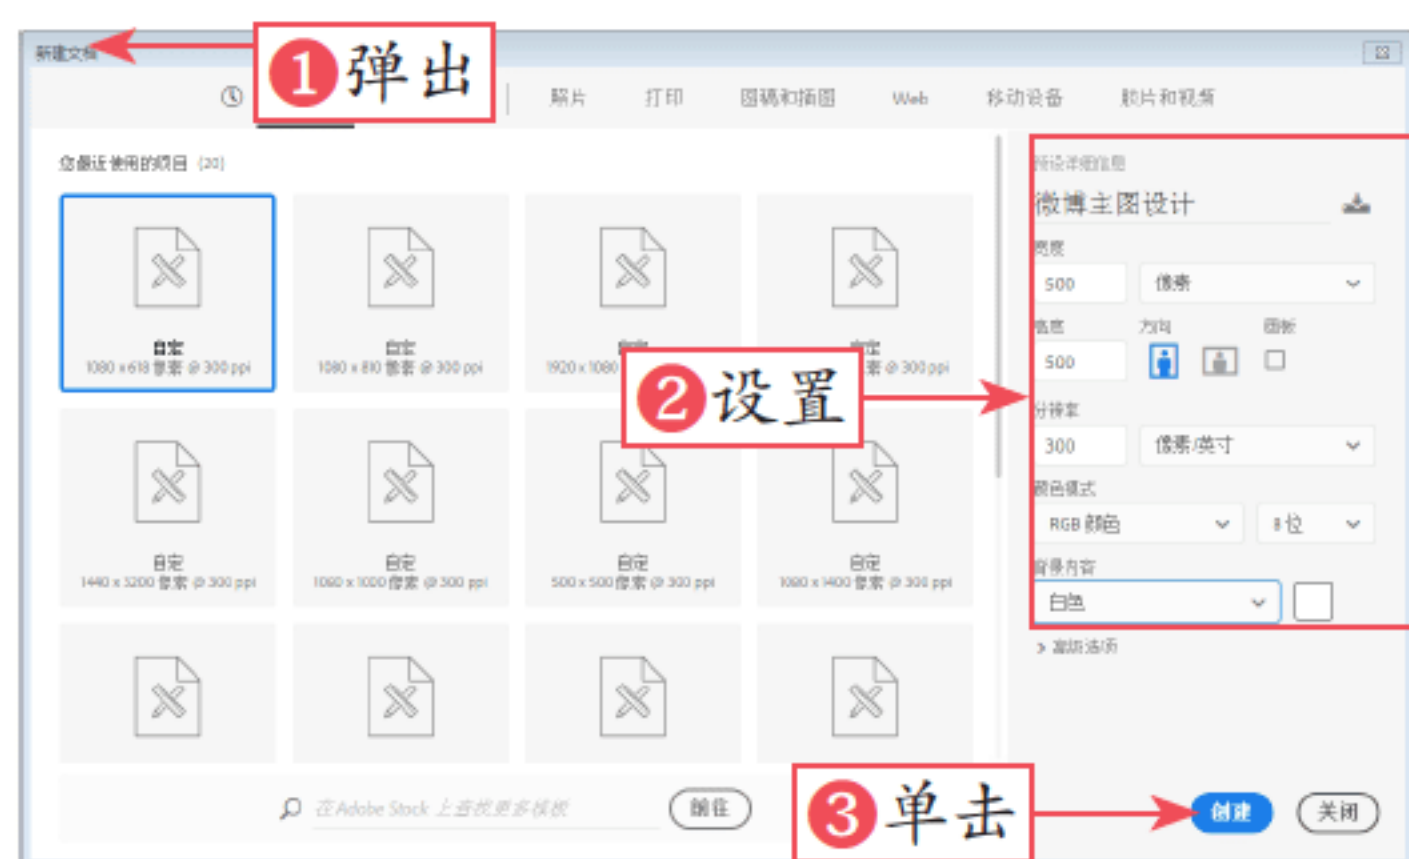 新建文档
❶弹出
照片 打印 图稿和插图 Web 移动设备 胶片和视频
您最近使用的项目 (20)
自定
1080 x 618 像素 @ 300 ppi
自定
1080 x 810 像素 @ 300 ppi
1920 x 1080
素 @ 300 ppi
❷设置
自定
1440 x 3200 像素 @ 300 ppi
自定
500 x 500 像素 @ 300 ppi
自定
1080 x 1400 像素 @ 300 ppi
在 Adobe Stock 上查找更多模板
前往
预设详细信息
微博主图设计
宽度
500 像素
高度 方向 画板
500
分辨率
300 像素/英寸
颜色模式
RGB 颜色 8 位
背景内容
白色
高级选项
❸单击
创建 关闭